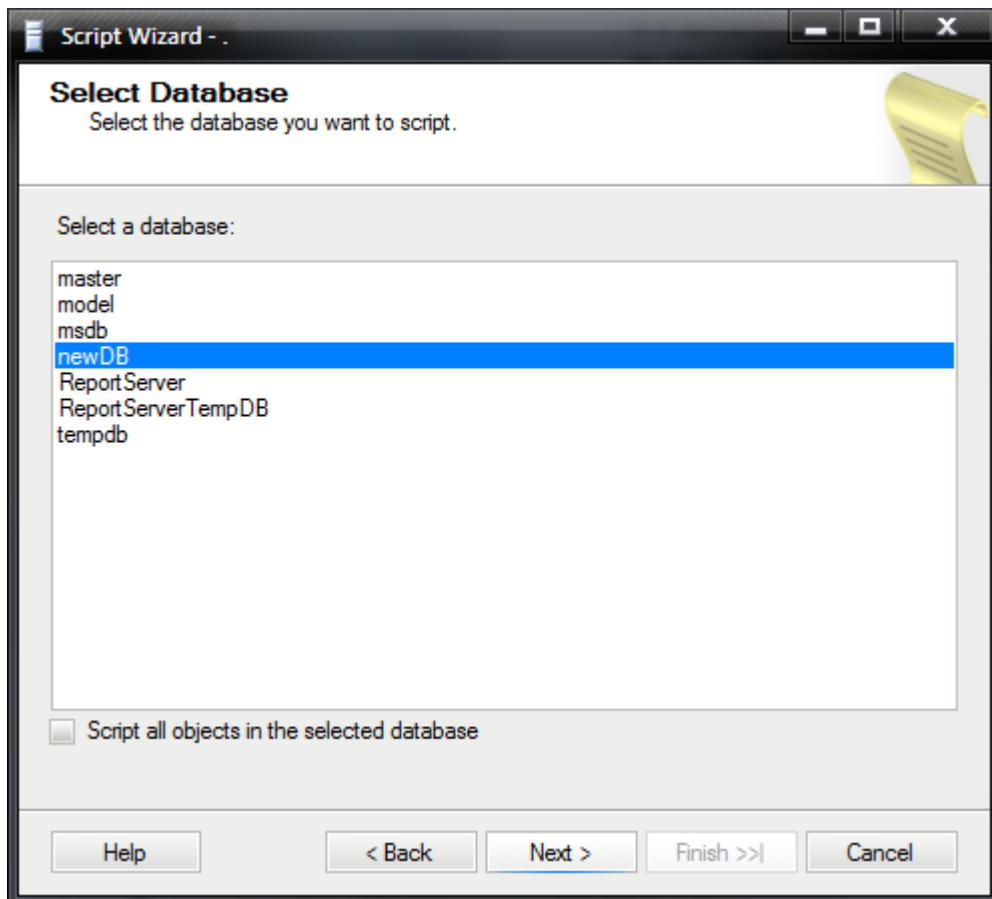 Script Wizard - .
Select Database
Select the database you want to script.
Select a database:
master
model
msdb
newDB
ReportServer
ReportServerTempDB
tempdb
Script all objects in the selected database
Help
< Back
Next >
Finish >>|
Cancel